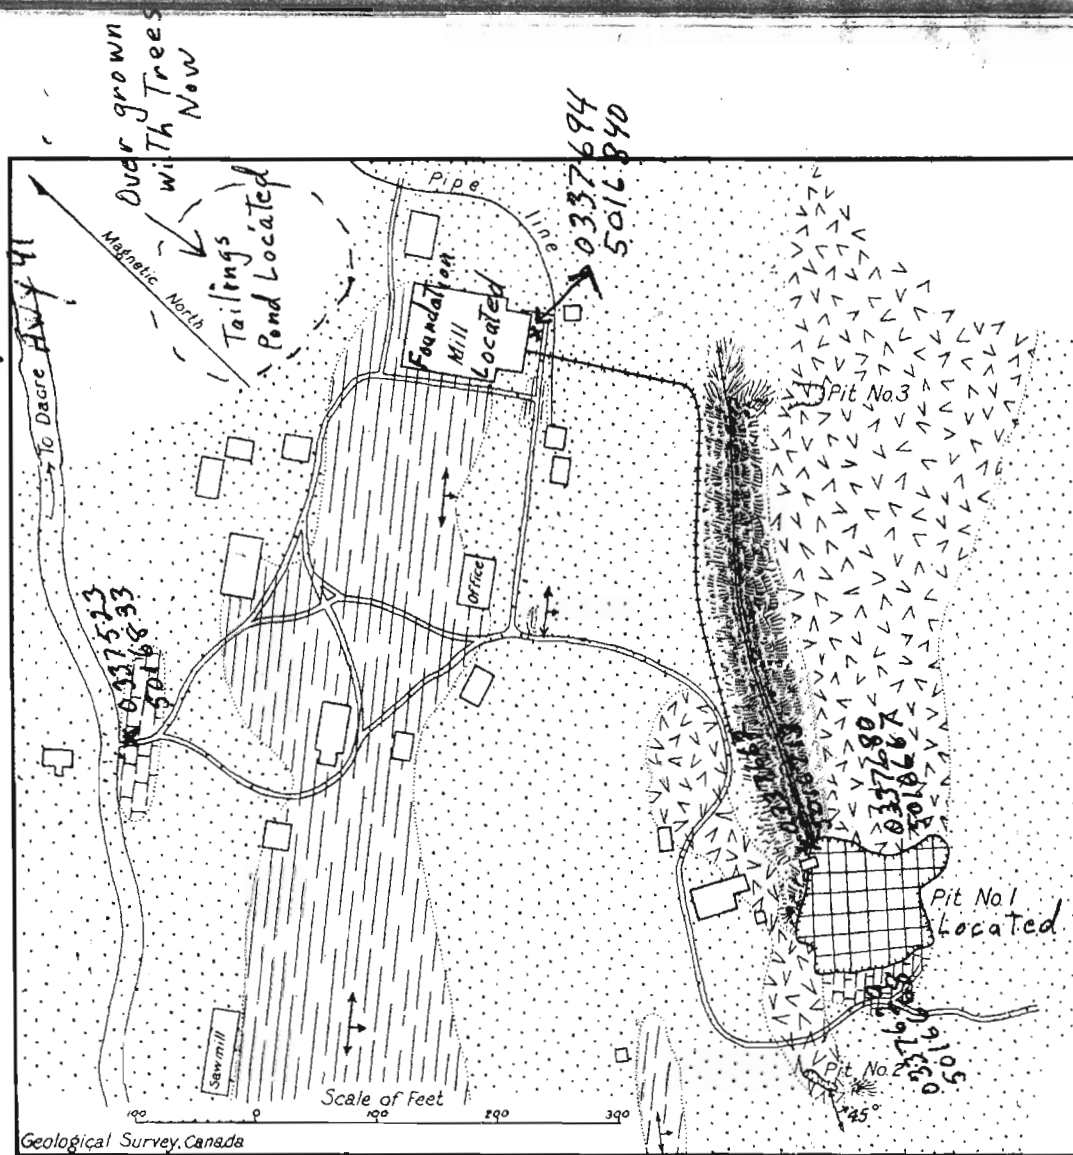 Over grown
with Trees
Now
0337694
5016840
HWY 41
To Dacre
Magnetic North
Tailings
Pond Located
Pipe line
Foundation
Mill
Located
Pit No.3
Office
0337523
5016833
0337680
5016667
Pit No.1
Located
Pit No.2
45°
Sawmill
Scale of Feet
100 0 100 200 300
Geological Survey, Canada